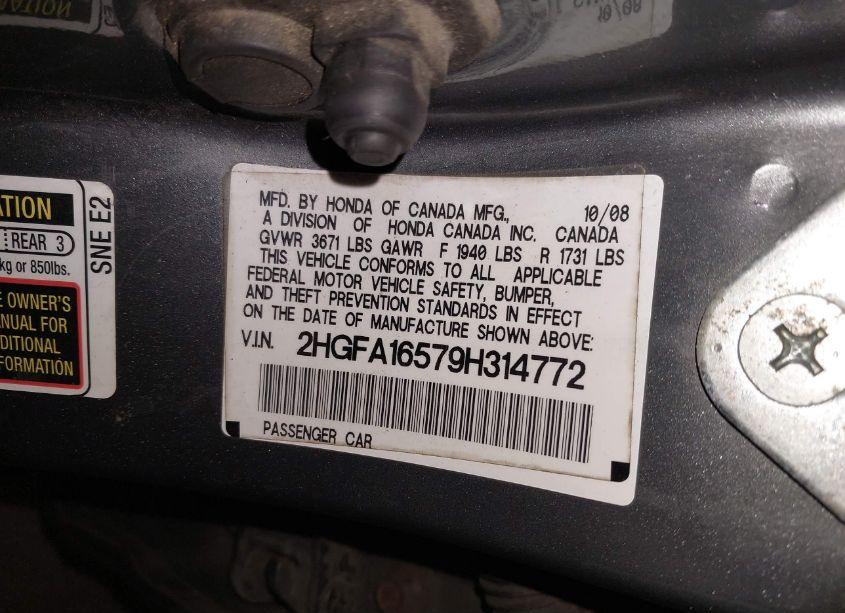 MFD. BY HONDA OF CANADA MFG., 10/08
A DIVISION OF HONDA CANADA INC. CANADA
GVWR 3671 LBS GAWR F 1940 LBS R 1731 LBS
THIS VEHICLE CONFORMS TO ALL APPLICABLE
FEDERAL MOTOR VEHICLE SAFETY, BUMPER,
AND THEFT PREVENTION STANDARDS IN EFFECT
ON THE DATE OF MANUFACTURE SHOWN ABOVE:
V.I.N. 2HGFA16579H314772
PASSENGER CAR
ATION
REAR 3
kg or 850lbs.
SNE E2
OWNER'S
FOR
10/08